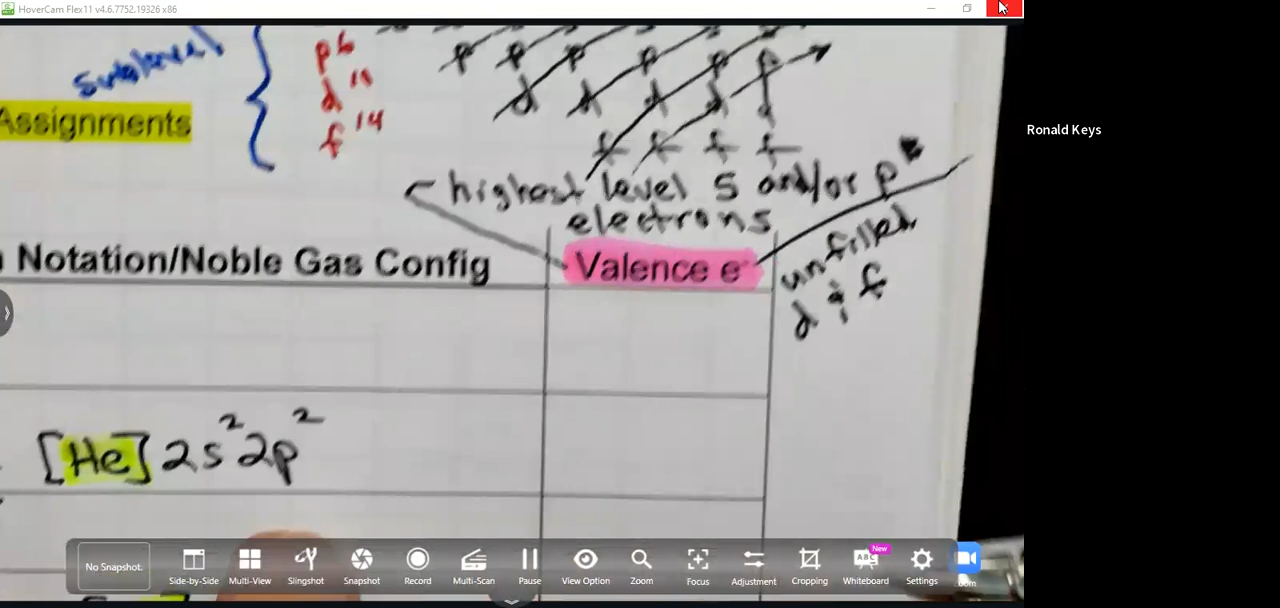 HoverCam Flex11 v4.6.7752.19326 x86
Sublevel
p6
d
f14
p p p p p f
d d d d d
f f f f
Assignments
highest level s and/or p
electrons
Notation/Noble Gas Config
Valence e-
unfilled
d & f
[He] 2s2 2p2
Ronald Keys
No Snapshot.
Side-by-Side
Multi-View
Slingshot
Snapshot
Record
Multi-Scan
Pause
View Option
Zoom
Focus
Adjustment
Cropping
New
ABC
Whiteboard
Settings